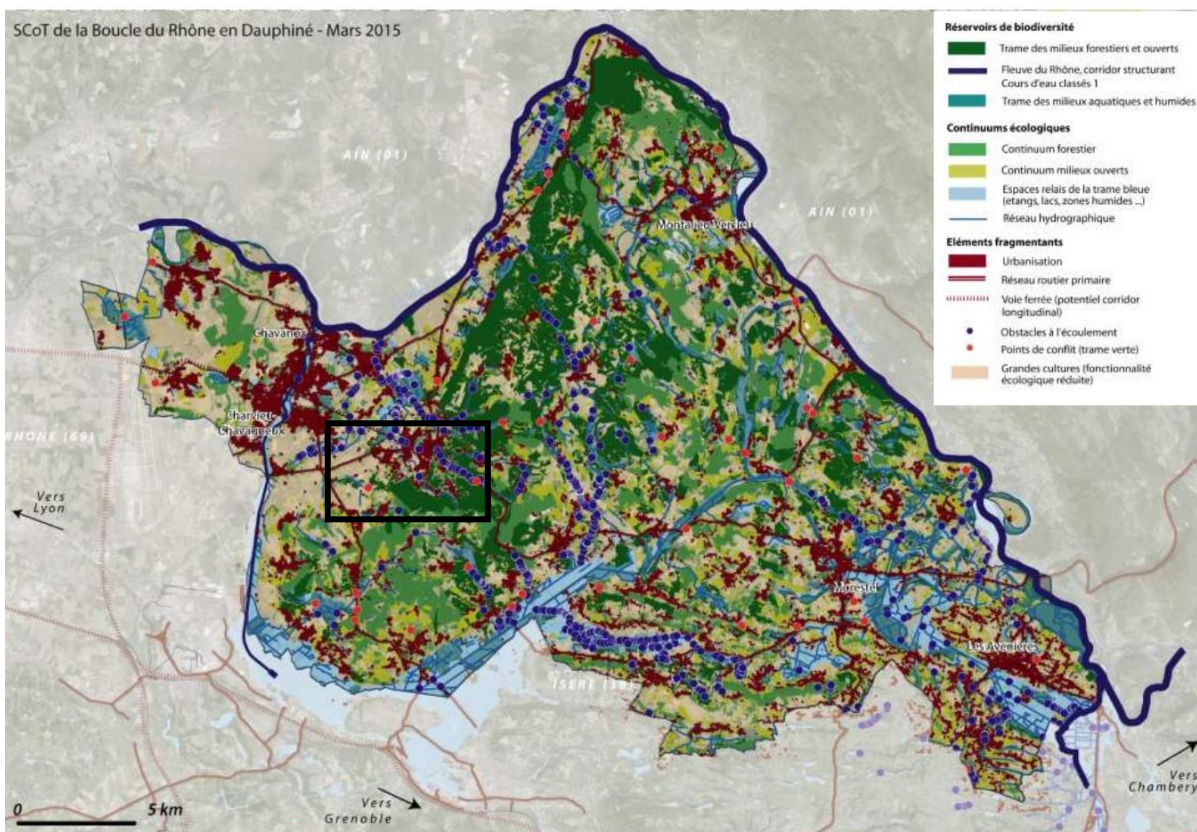 SCoT de la Boucle du Rhône en Dauphiné - Mars 2015
Réservoirs de biodiversité
Trame des milieux forestiers et ouverts
Fleuve du Rhône, corridor structurant
Cours d'eau classés 1
Trame des milieux aquatiques et humides
Continuums écologiques
Continuum forestier
Continuum milieux ouverts
Espaces relais de la trame bleue
(etangs, lacs, zones humides ...)
Réseau hydrographique
Eléments fragmentants
Urbanisation
Réseau routier primaire
Voie ferrée (potentiel corridor
longitudinal)
Obstacles à l'écoulement
Points de conflit (trame verte)
Grandes cultures (fonctionnalité
écologique réduite)
AIN (01)
AIN (01)
Montalieu-Vercieu
Chavanoz
Charvieu-
Chavagneux
RHONE (69)
Vers
Lyon
Morestel
Les Avenières
ISERE (38)
Vers
Chambery
Vers
Grenoble
0 5 km